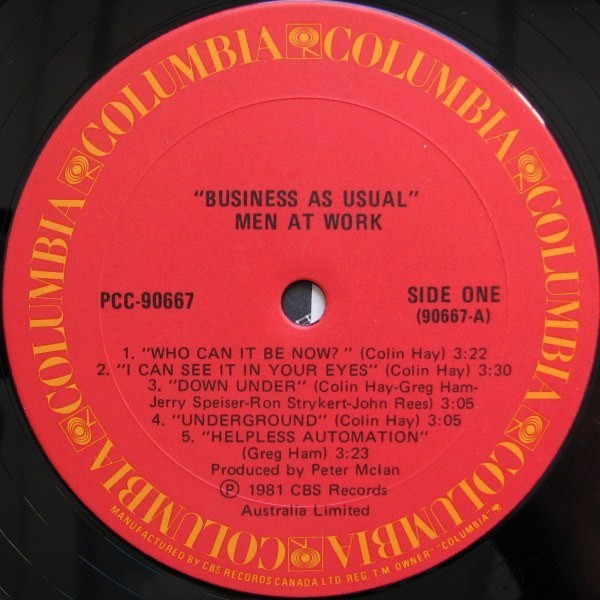 COLUMBIA COLUMBIA COLUMBIA COLUMBIA COLUMBIA COLUMBIA COLUMBIA COLUMBIA
"BUSINESS AS USUAL"
MEN AT WORK
PCC-90667
SIDE ONE
(90667-A)
1. "WHO CAN IT BE NOW?" (Colin Hay) 3:22
2. "I CAN SEE IT IN YOUR EYES" (Colin Hay) 3:30
3. "DOWN UNDER" (Colin Hay-Greg Ham-
Jerry Speiser-Ron Strykert-John Rees) 3:05
4. "UNDERGROUND" (Colin Hay) 3:05
5. "HELPLESS AUTOMATION"
(Greg Ham) 3:23
Produced by Peter McIan
Ⓟ 1981 CBS Records
Australia Limited
MANUFACTURED BY CBS RECORDS CANADA LTD. REG. T.M. OWNER "COLUMBIA"